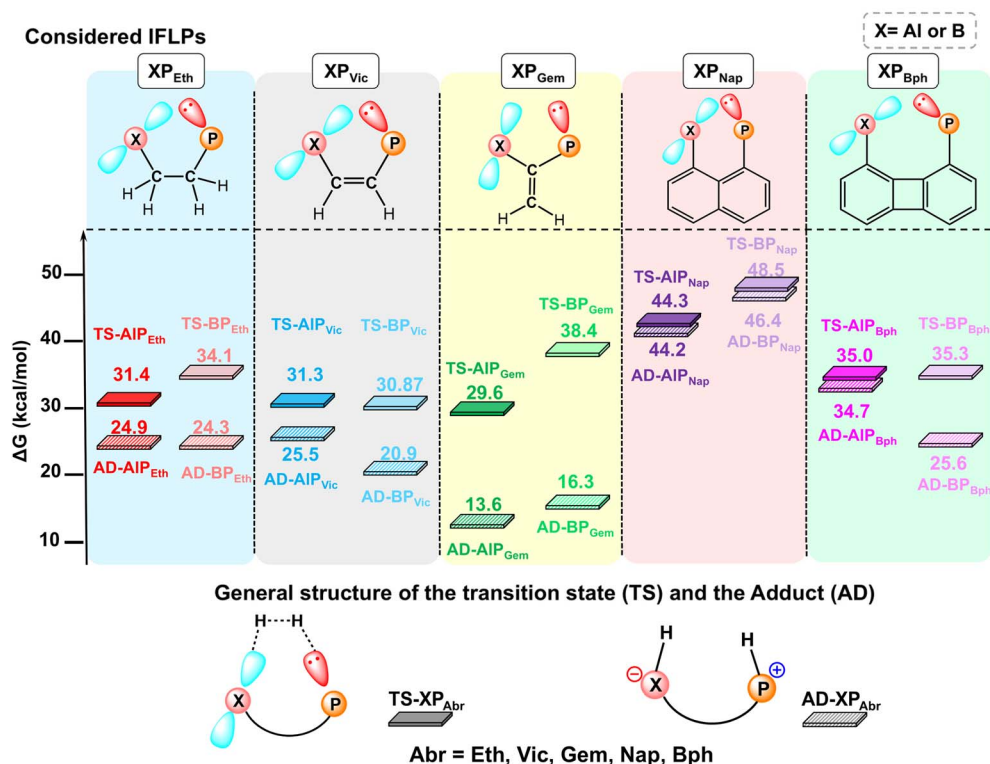 Considered IFLPs
X= Al or B
XP_Eth
XP_Vic
XP_Gem
XP_Nap
XP_Bph
X P
C C
H H H H
X P
C=C
H H
X P
C
C
H H
X P
X P
ΔG (kcal/mol)
50
40
30
20
10
TS-AlP_Eth
31.4
24.9
AD-AlP_Eth
TS-BP_Eth
34.1
24.3
AD-BP_Eth
TS-AlP_Vic
31.3
25.5
AD-AlP_Vic
TS-BP_Vic
30.87
20.9
AD-BP_Vic
TS-AlP_Gem
29.6
13.6
AD-AlP_Gem
TS-BP_Gem
38.4
16.3
AD-BP_Gem
TS-AlP_Nap
44.3
44.2
AD-AlP_Nap
TS-BP_Nap
48.5
46.4
AD-BP_Nap
TS-AlP_Bph
35.0
34.7
AD-AlP_Bph
TS-BP_Bph
35.3
25.6
AD-BP_Bph
General structure of the transition state (TS) and the Adduct (AD)
H H
X P
TS-XP_Abr
H H
⊖ X P ⊕
AD-XP_Abr
Abr = Eth, Vic, Gem, Nap, Bph